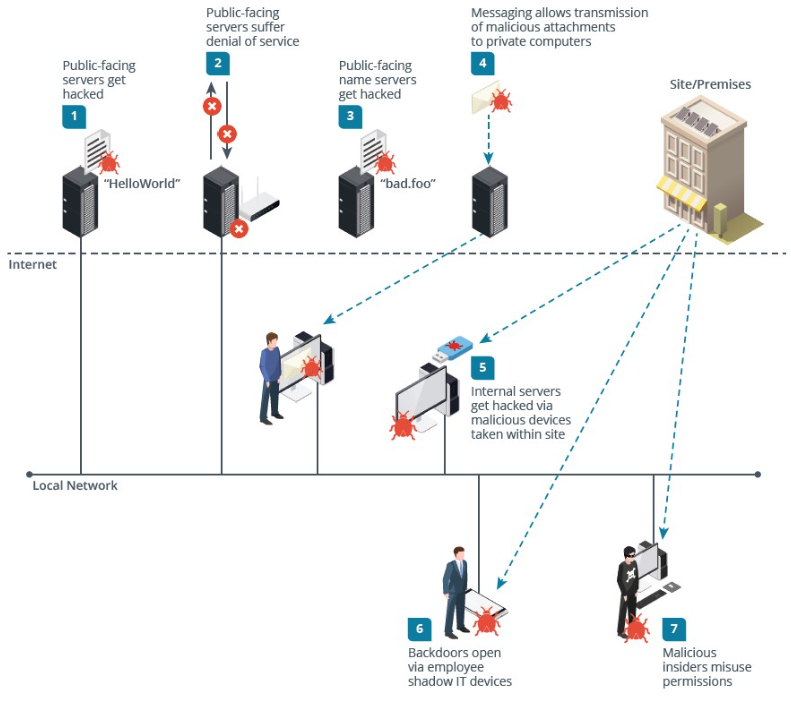 Public-facing
servers suffer
denial of service
2
Messaging allows transmission
of malicious attachments
to private computers
4
Public-facing
servers get
hacked
1
Public-facing
name servers
get hacked
3
Site/Premises
“HelloWorld”
“bad.foo”
Internet
5
Internal servers
get hacked via
malicious devices
taken within site
Local Network
6
Backdoors open
via employee
shadow IT devices
7
Malicious
insiders misuse
permissions